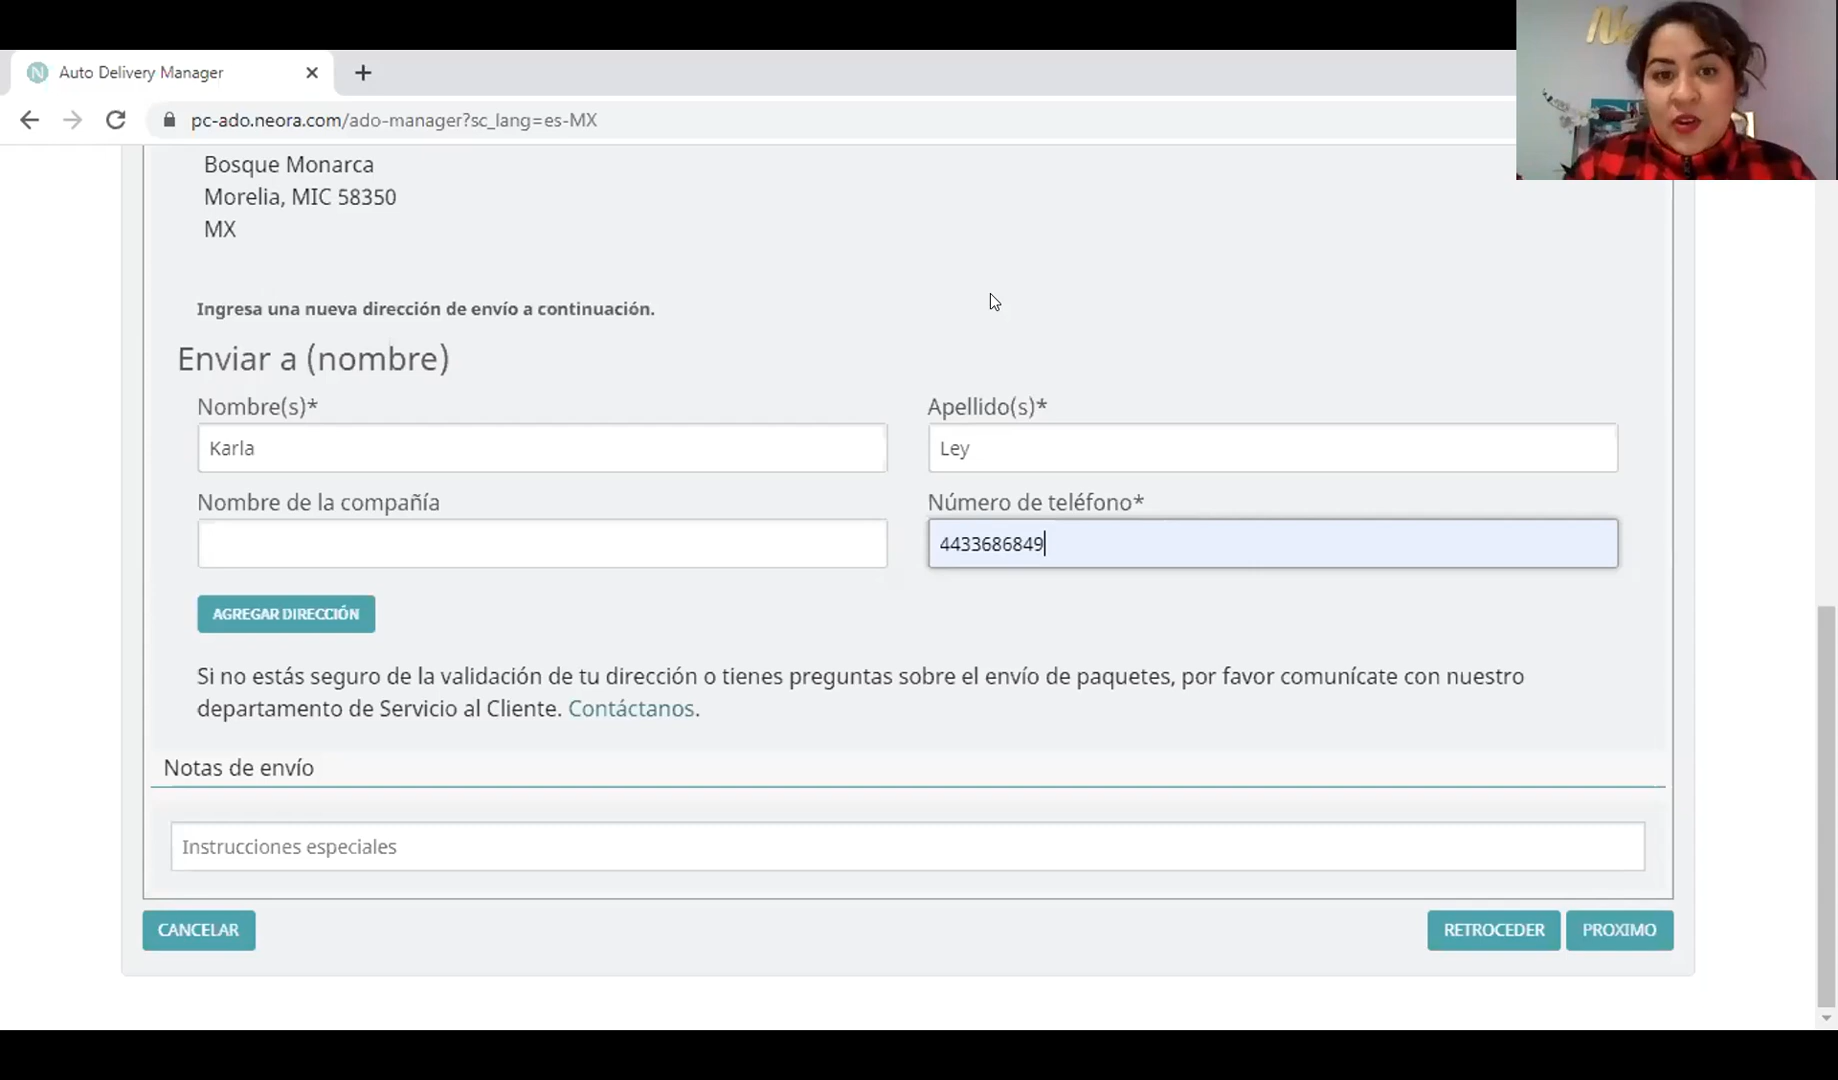 Auto Delivery Manager
pc-ado.neora.com/ado-manager?sc_lang=es-MX
Bosque Monarca
Morelia, MIC 58350
MX
Ingresa una nueva dirección de envío a continuación.
Enviar a (nombre)
Nombre(s)* Apellido(s)*
Karla Ley
Nombre de la compañía Número de teléfono*
4433686849
AGREGAR DIRECCIÓN
Si no estás seguro de la validación de tu dirección o tienes preguntas sobre el envío de paquetes, por favor comunícate con nuestro
departamento de Servicio al Cliente. Contáctanos.
Notas de envío
Instrucciones especiales
CANCELAR RETROCEDER PROXIMO